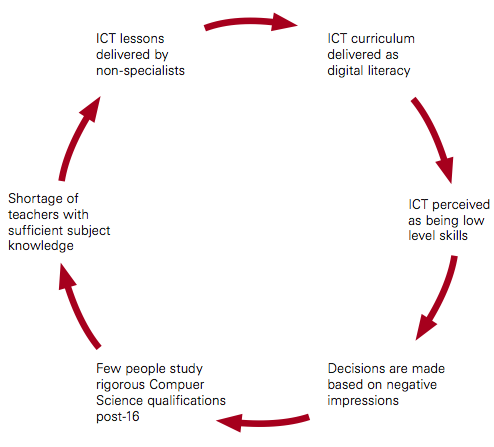 ICT lessons
delivered by
non-specialists
ICT curriculum
delivered as
digital literacy
ICT perceived
as being low
level skills
Decisions are made
based on negative
impressions
Few people study
rigorous Compuer
Science qualifications
post-16
Shortage of
teachers with
sufficient subject
knowledge